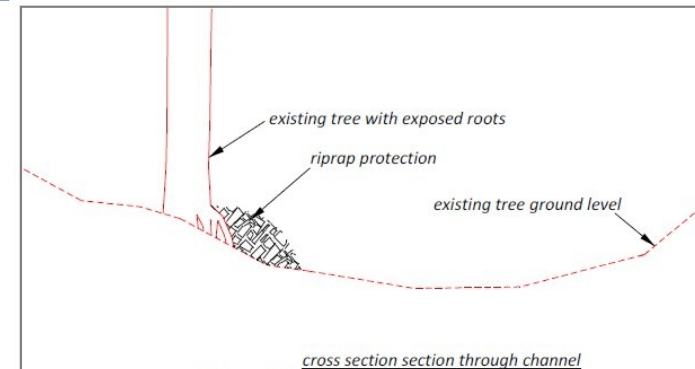 existing tree with exposed roots
riprap protection
existing tree ground level
cross section section through channel